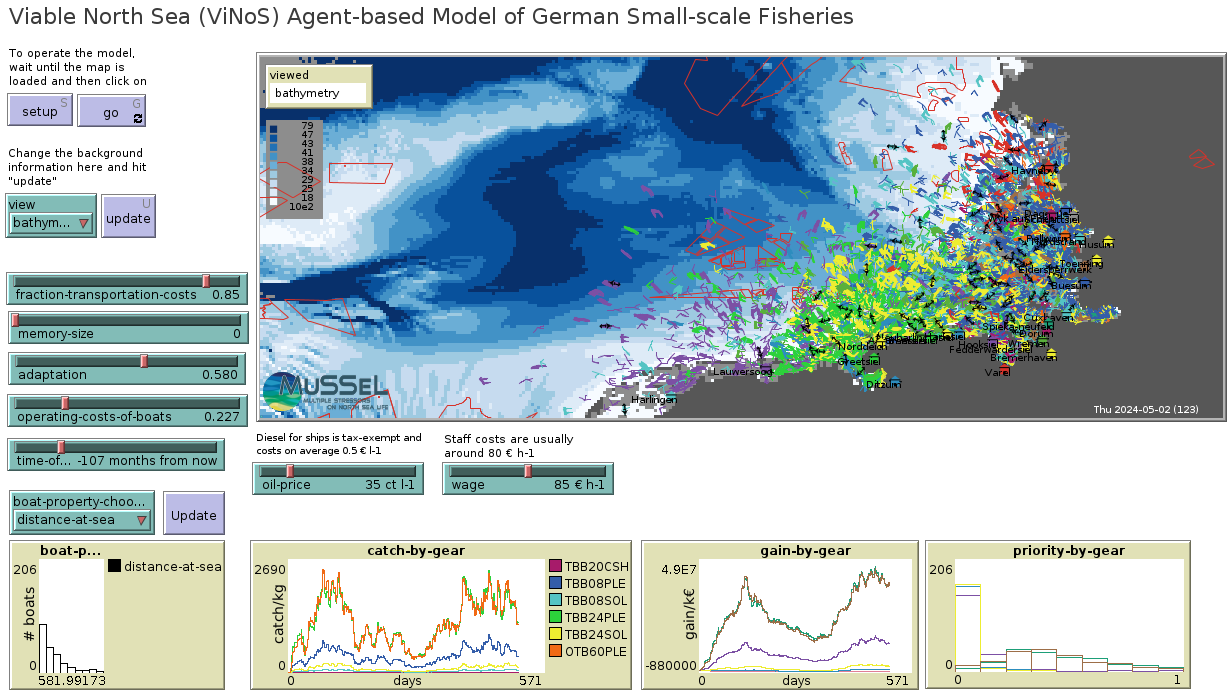 Viable North Sea (ViNoS) Agent-based Model of German Small-scale Fisheries
To operate the model,
wait until the map is
loaded and then click on
setup S
go G
Change the background
information here and hit
"update"
view
bathym...
update U
fraction-transportation-costs 0.85
memory-size 0
adaptation 0.580
operating-costs-of-boats 0.227
time-of... -107 months from now
boat-property-choo...
distance-at-sea
Update
viewed
bathymetry
79
47
43
41
38
34
29
25
18
10e2
Havneby
Husum
Toenning
Eidersperrwerk
Buesum
Cuxhaven
Spieka-neufeld
Dorum
Wremen
Hooksiel
Fedderwardersiel
Bremerhaven
Varel
Norddeich
Greetsiel
Ditzum
Lauwersoog
Harlingen
MUSSEL
MULTIPLE STRESSORS
ON NORTH SEA LIFE
Thu 2024-05-02 (123)
Diesel for ships is tax-exempt and
costs on average 0.5 € l-1
oil-price 35 ct l-1
Staff costs are usually
around 80 € h-1
wage 85 € h-1
boat-p...
206
# boats
0
581.99173
distance-at-sea
catch-by-gear
2690
catch/kg
0
0
days
571
TBB20CSH
TBB08PLE
TBB08SOL
TBB24PLE
TBB24SOL
OTB60PLE
gain-by-gear
4.9E7
gain/k€
-880000
0
days
571
priority-by-gear
206
0
0
1